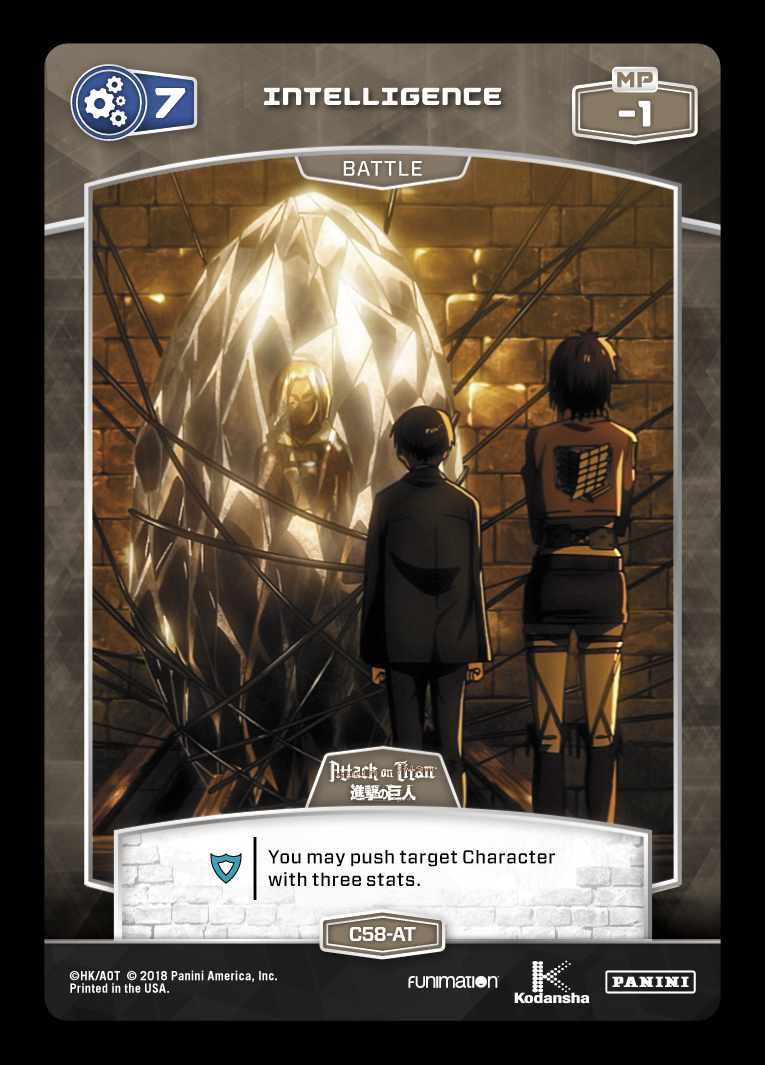 7
INTELLIGENCE
MP
-1
BATTLE
Attack on Titan
進撃の巨人
You may push target Character
with three stats.
C58-AT
©HK/AOT © 2018 Panini America, Inc.
Printed in the USA.
FUNIMATION
K
Kodansha
PANINI